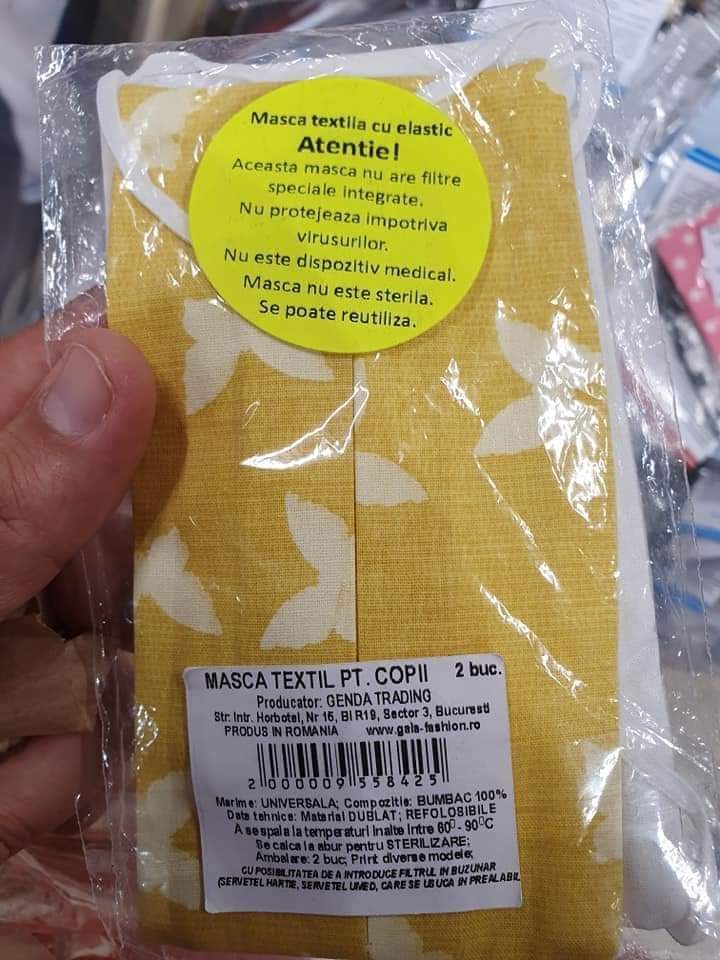 Masca textila cu elastic
Atentie!
Aceasta masca nu are filtre
speciale integrate.
Nu protejeaza impotriva
virusurilor.
Nu este dispozitiv medical.
Masca nu este sterila.
Se poate reutiliza.
MASCA TEXTIL PT. COPII 2 buc.
Producator: GENDA TRADING
Str: Intr. Horbotei, Nr 15, Bl R19, Sector 3, Bucuresti
PRODUS IN ROMANIA www.gala-fashion.ro
2 000009 558425
Marime: UNIVERSALA; Compozitie: BUMBAC 100%
Date tehnice: Material DUBLAT; REFOLOSIBILE
A se spala la temperaturi inalte intre 60⁰ - 90⁰C
Se calca la abur pentru STERILIZARE;
Ambalare: 2 buc; Print diverse modele;
CU POSIBILITATEA DE A INTRODUCE FILTRUL IN BUZUNAR
(SERVETEL HARTIE, SERVETEL UMED, CARE SE USUCA IN PREALABIL